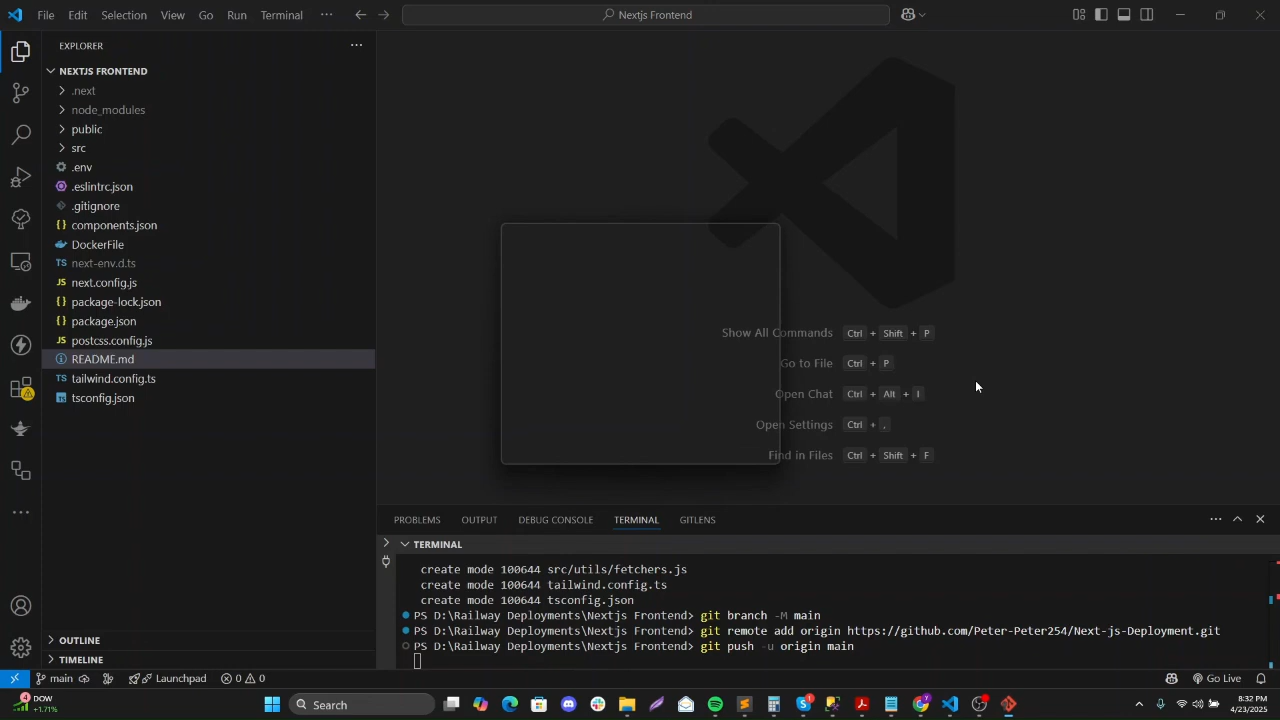 File Edit Selection View Go Run Terminal ··· Nextjs Frontend
EXPLORER ···
NEXTJS FRONTEND
.next
node_modules
public
src
.env
.eslintrc.json
.gitignore
{} components.json
DockerFile
TS next-env.d.ts
JS next.config.js
{} package-lock.json
{} package.json
JS postcss.config.js
README.md
TS tailwind.config.ts
tsconfig.json
OUTLINE
TIMELINE
Show All Commands Ctrl + Shift + P
Go to File Ctrl + P
Open Chat Ctrl + Alt + I
Open Settings Ctrl + ,
Find in Files Ctrl + Shift + F
PROBLEMS OUTPUT DEBUG CONSOLE TERMINAL GITLENS ···
TERMINAL
create mode 100644 src/utils/fetchers.js
create mode 100644 tailwind.config.ts
create mode 100644 tsconfig.json
PS D:\Railway Deployments\Nextjs Frontend> git branch -M main
PS D:\Railway Deployments\Nextjs Frontend> git remote add origin https://github.com/Peter-Peter254/Next-js-Deployment.git
PS D:\Railway Deployments\Nextjs Frontend> git push -u origin main
main Launchpad 0 0 Go Live
4 DOW
+1.71%
Search
1
7
8:32 PM
4/23/2025